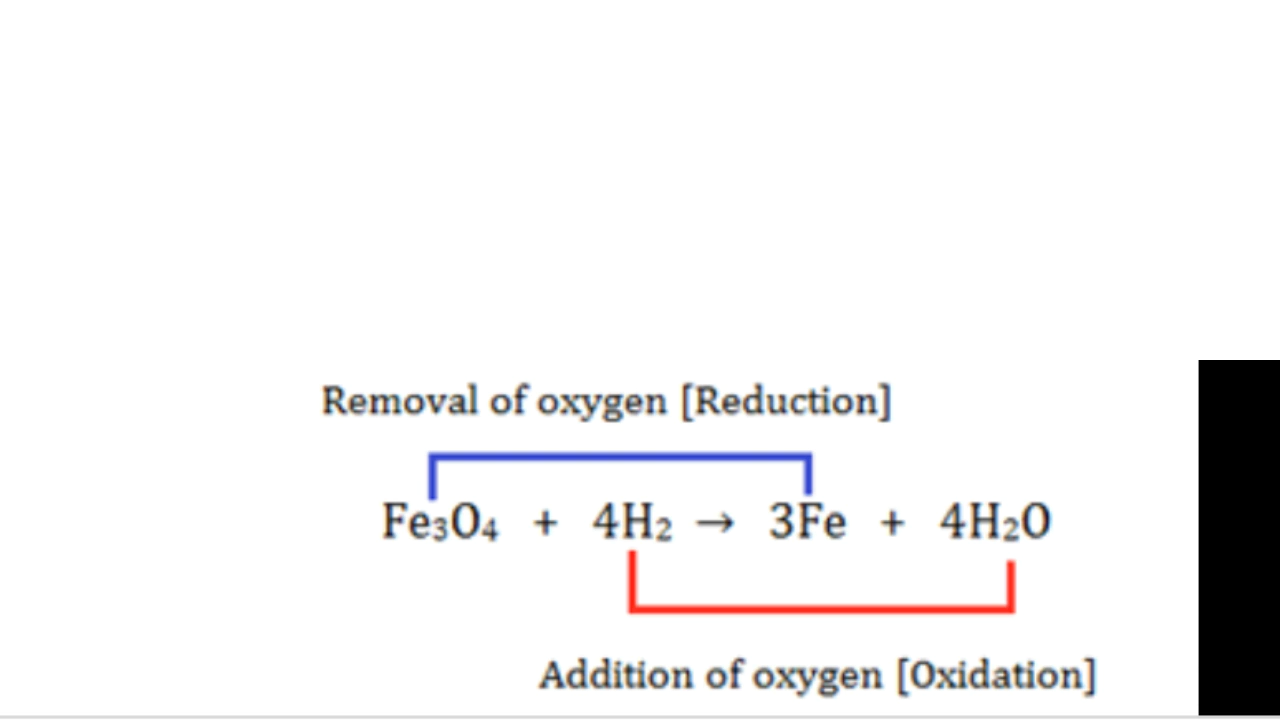 Removal of oxygen [Reduction]
Fe₃O₄ + 4H₂ → 3Fe + 4H₂O
Addition of oxygen [Oxidation]